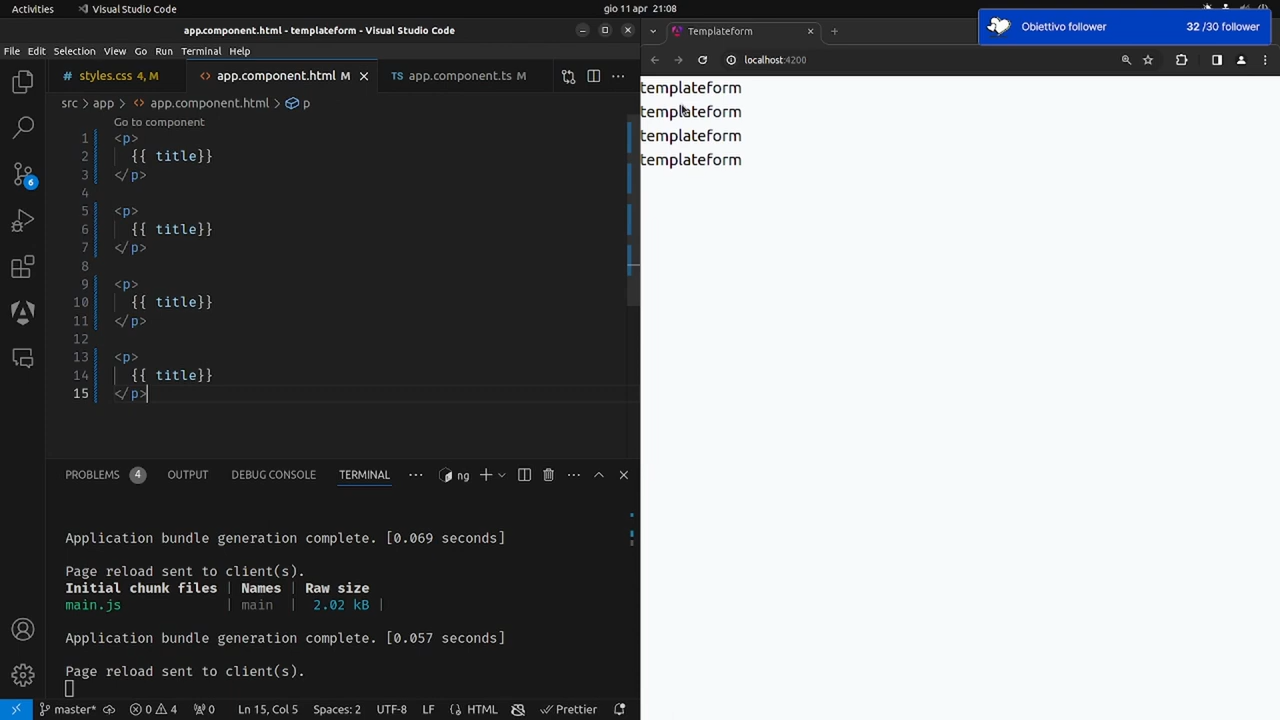 Activities
Visual Studio Code
gio 11 apr 21:08
app.component.html - templateform - Visual Studio Code
File Edit Selection View Go Run Terminal Help
styles.css 4, M
app.component.html M
TS app.component.ts M
src > app > app.component.html > p
Go to component
1 <p>
2 {{ title}}
3 </p>
4
5 <p>
6 {{ title}}
7 </p>
8
9 <p>
10 {{ title}}
11 </p>
12
13 <p>
14 {{ title}}
15 </p>
6
PROBLEMS 4 OUTPUT DEBUG CONSOLE TERMINAL ··· ng
Application bundle generation complete. [0.069 seconds]
Page reload sent to client(s).
Initial chunk files | Names | Raw size
main.js | main | 2.02 kB |
Application bundle generation complete. [0.057 seconds]
Page reload sent to client(s).
master* 0 4 0 Ln 15, Col 5 Spaces: 2 UTF-8 LF HTML Prettier
Templateform
Obiettivo follower 32 /30 follower
localhost:4200
templateform
templateform
templateform
templateform